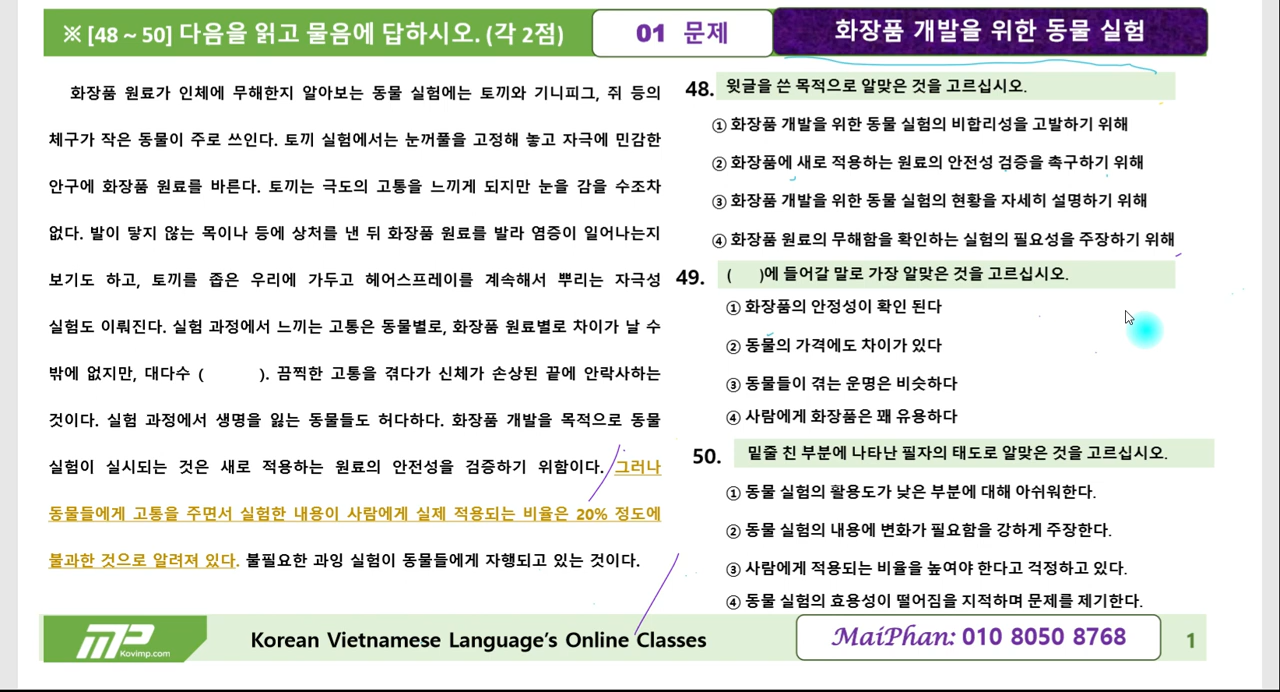 ※ [48 ~ 50] 다음을 읽고 물음에 답하시오. (각 2점)
01 문제
화장품 개발을 위한 동물 실험
화장품 원료가 인체에 무해한지 알아보는 동물 실험에는 토끼와 기니피그, 쥐 등의
체구가 작은 동물이 주로 쓰인다. 토끼 실험에서는 눈꺼풀을 고정해 놓고 자극에 민감한
안구에 화장품 원료를 바른다. 토끼는 극도의 고통을 느끼게 되지만 눈을 감을 수조차
없다. 발이 닿지 않는 목이나 등에 상처를 낸 뒤 화장품 원료를 발라 염증이 일어나는지
보기도 하고, 토끼를 좁은 우리에 가두고 헤어스프레이를 계속해서 뿌리는 자극성
실험도 이뤄진다. 실험 과정에서 느끼는 고통은 동물별로, 화장품 원료별로 차이가 날 수
밖에 없지만, 대다수 ( ). 끔찍한 고통을 겪다가 신체가 손상된 끝에 안락사하는
것이다. 실험 과정에서 생명을 잃는 동물들도 허다하다. 화장품 개발을 목적으로 동물
실험이 실시되는 것은 새로 적용하는 원료의 안전성을 검증하기 위함이다. 그러나
동물들에게 고통을 주면서 실험한 내용이 사람에게 실제 적용되는 비율은 20% 정도에
불과한 것으로 알려져 있다. 불필요한 과잉 실험이 동물들에게 자행되고 있는 것이다.
48. 윗글을 쓴 목적으로 알맞은 것을 고르십시오.
① 화장품 개발을 위한 동물 실험의 비합리성을 고발하기 위해
② 화장품에 새로 적용하는 원료의 안전성 검증을 촉구하기 위해
③ 화장품 개발을 위한 동물 실험의 현황을 자세히 설명하기 위해
④ 화장품 원료의 무해함을 확인하는 실험의 필요성을 주장하기 위해
49. ( )에 들어갈 말로 가장 알맞은 것을 고르십시오.
① 화장품의 안정성이 확인 된다
② 동물의 가격에도 차이가 있다
③ 동물들이 겪는 운명은 비슷하다
④ 사람에게 화장품은 꽤 유용하다
50. 밑줄 친 부분에 나타난 필자의 태도로 알맞은 것을 고르십시오.
① 동물 실험의 활용도가 낮은 부분에 대해 아쉬워한다.
② 동물 실험의 내용에 변화가 필요함을 강하게 주장한다.
③ 사람에게 적용되는 비율을 높여야 한다고 걱정하고 있다.
④ 동물 실험의 효용성이 떨어짐을 지적하며 문제를 제기한다.
MP Kovimp.com
Korean Vietnamese Language's Online Classes
MaiPhan: 010 8050 8768
1